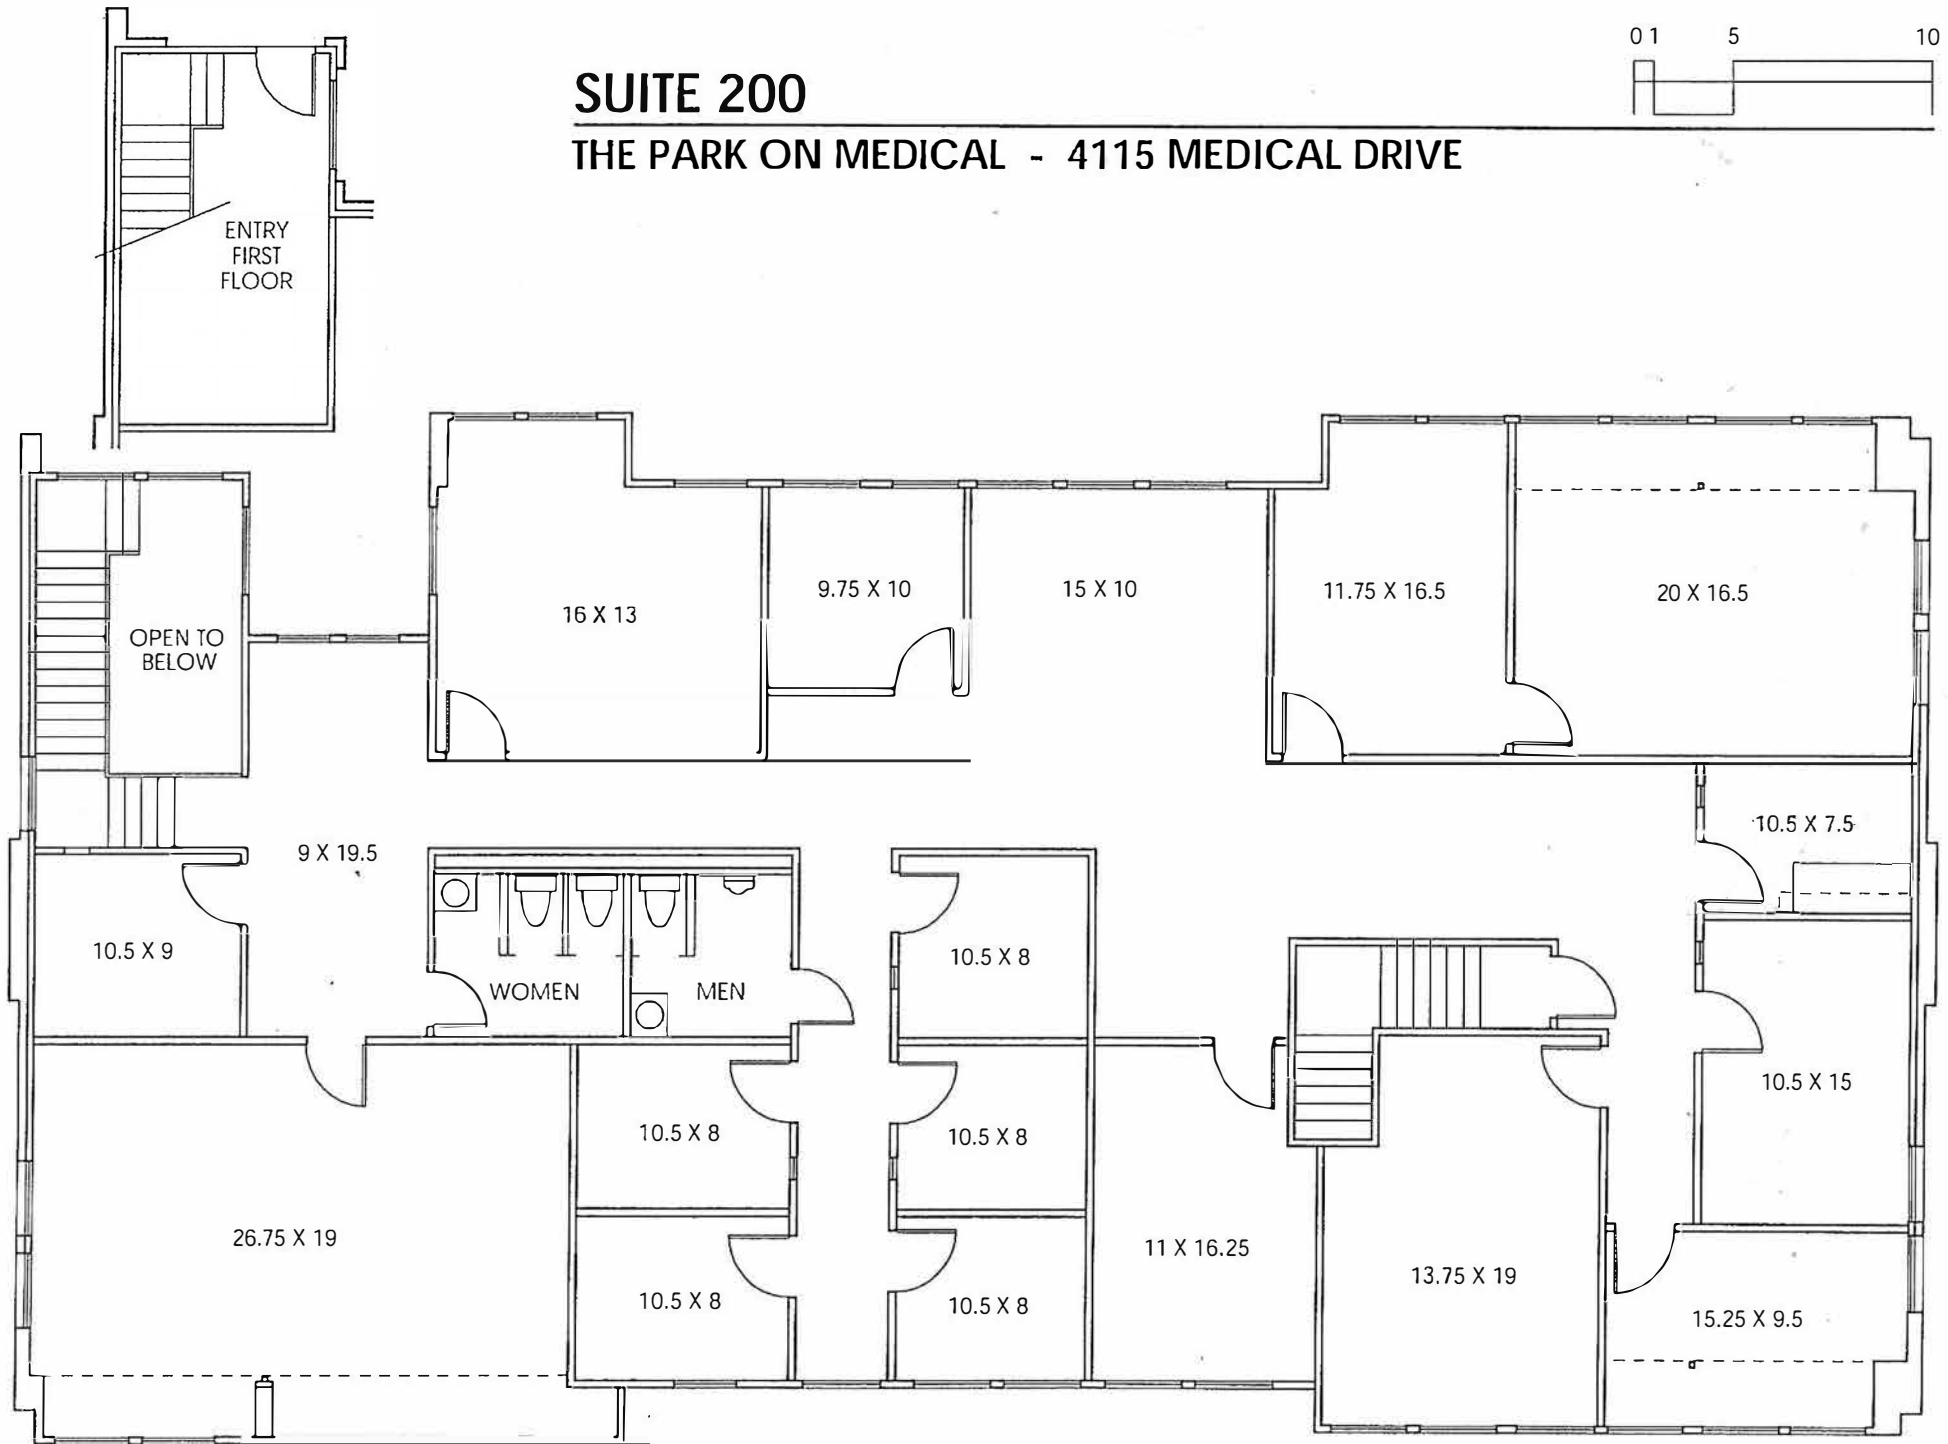 0 1 5 10
SUITE 200
THE PARK ON MEDICAL - 4115 MEDICAL DRIVE
ENTRY
FIRST
FLOOR
OPEN TO
BELOW
16 X 13
9.75 X 10
15 X 10
11.75 X 16.5
20 X 16.5
9 X 19.5
10.5 X 7.5
10.5 X 9
WOMEN
MEN
10.5 X 8
10.5 X 15
10.5 X 8
10.5 X 8
26.75 X 19
11 X 16.25
13.75 X 19
10.5 X 8
10.5 X 8
15.25 X 9.5